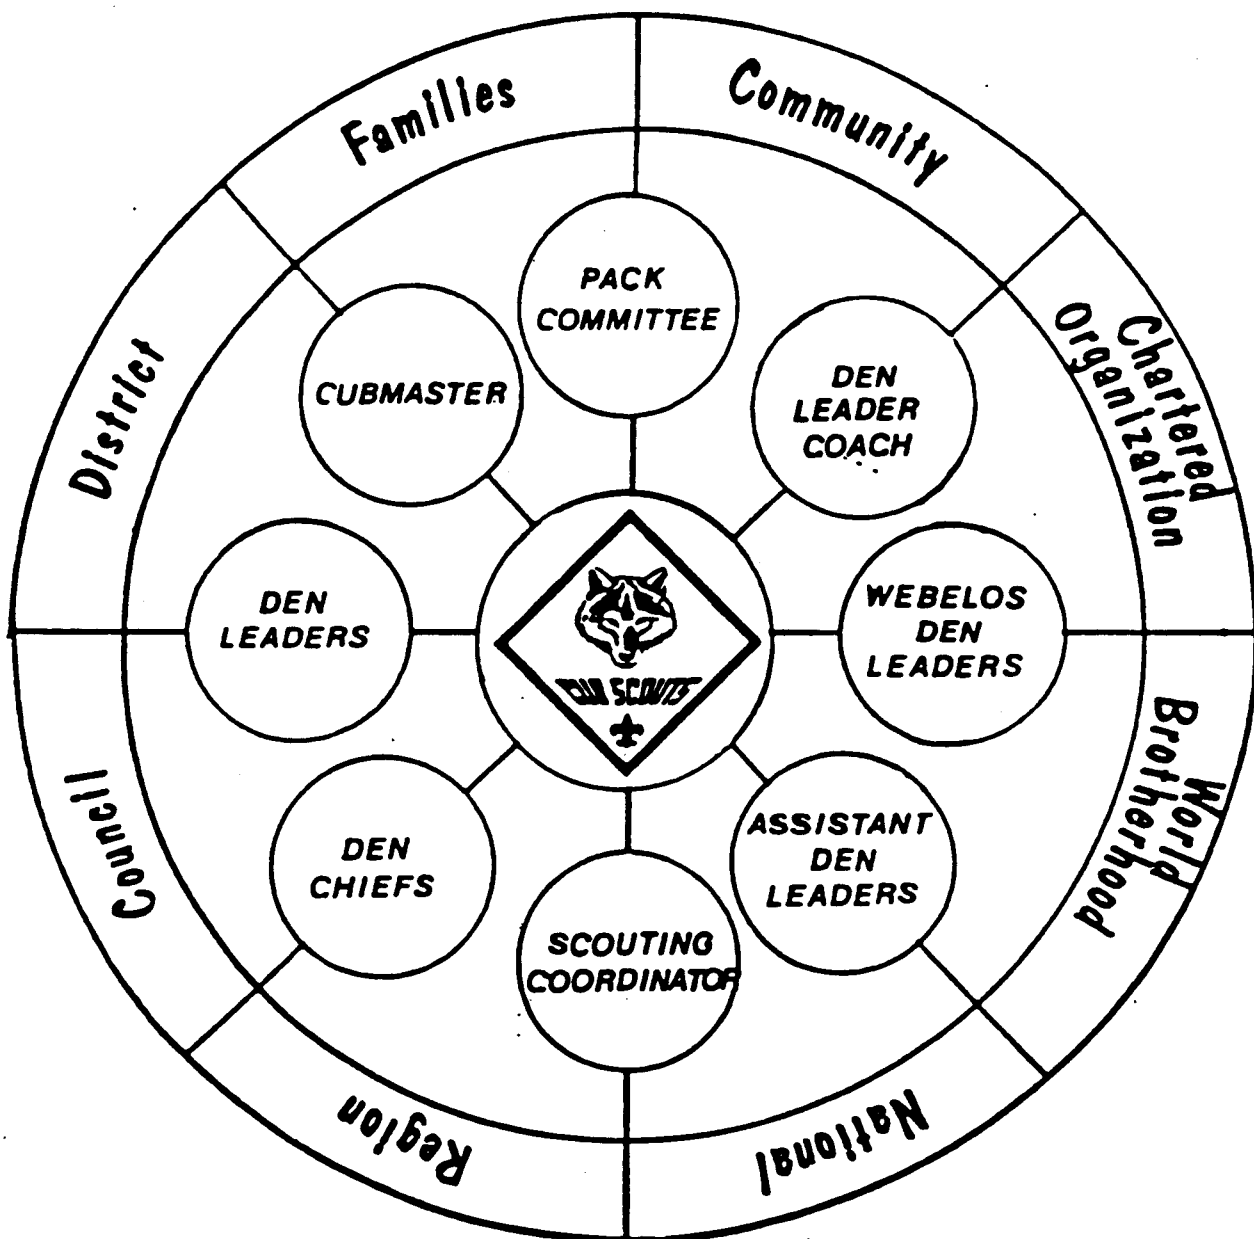 Families
Community
Chartered
Organization
World
Brotherhood
National
Region
Council
District
PACK
COMMITTEE
DEN
LEADER
COACH
WEBELOS
DEN
LEADERS
ASSISTANT
DEN
LEADERS
SCOUTING
COORDINATOR
DEN
CHIEFS
DEN
LEADERS
CUBMASTER
CUB SCOUTS